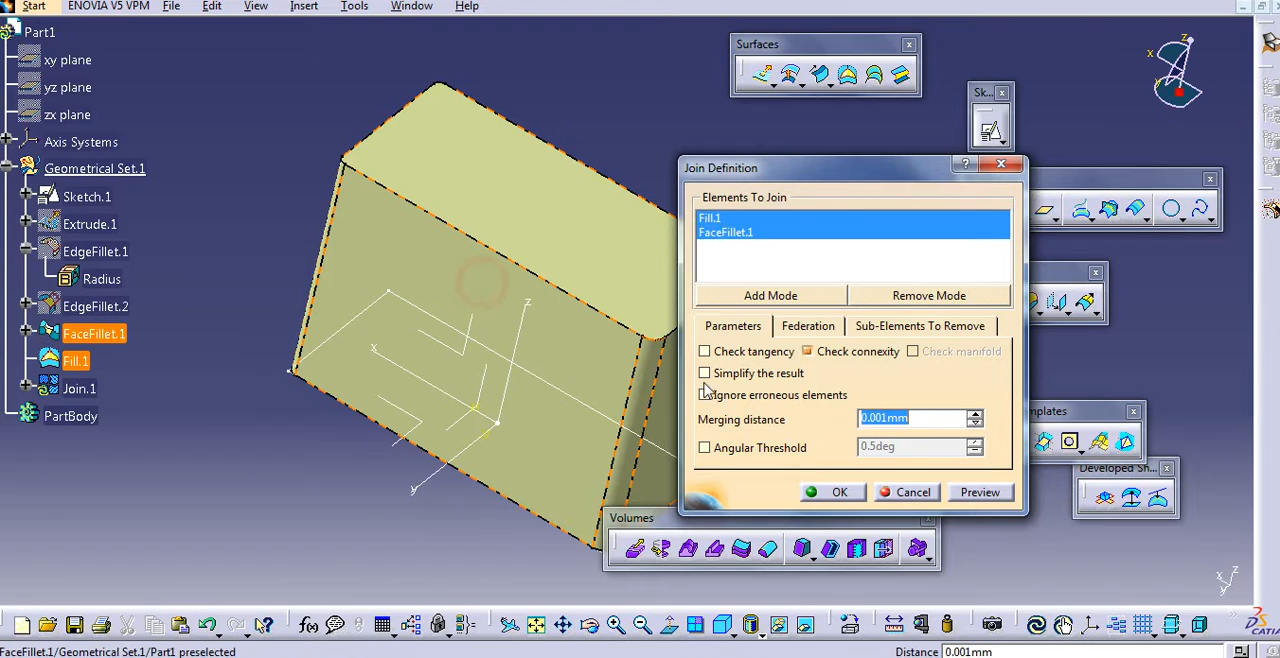 Start ENOVIA V5 VPM File Edit View Insert Tools Window Help
Part1
xy plane
yz plane
zx plane
Axis Systems
Geometrical Set.1
Sketch.1
Extrude.1
EdgeFillet.1
Radius
EdgeFillet.2
FaceFillet.1
Fill.1
Join.1
PartBody
x
z
y
Surfaces
Sk...
z
x
y
Join Definition
Elements To Join
Fill.1
FaceFillet.1
Add Mode Remove Mode
Parameters Federation Sub-Elements To Remove
Check tangency Check connexity Check manifold
Simplify the result
Ignore erroneous elements
Merging distance 0.001mm
Angular Threshold 0.5deg
OK Cancel Preview
mplates
Developed Sh...
Volumes
x z
y
f(x)
CATIA
FaceFillet.1/Geometrical Set.1/Part1 preselected Distance 0.001mm